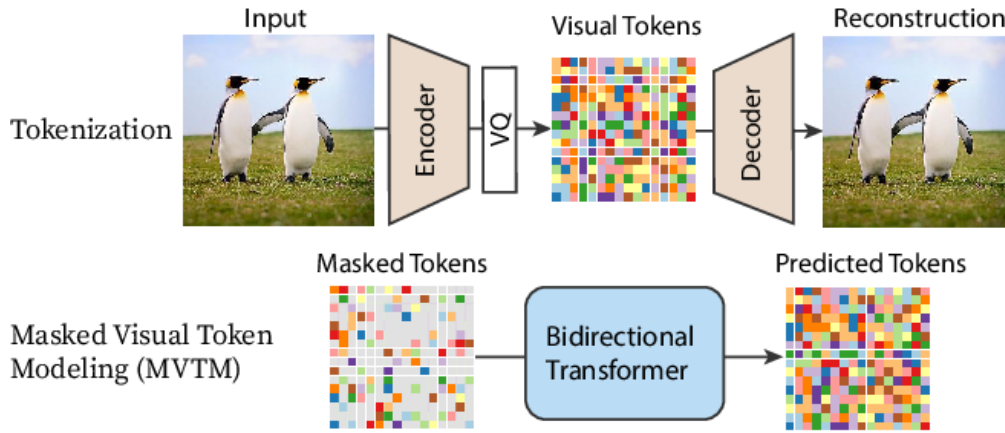 Input
Visual Tokens
Reconstruction
Tokenization
Encoder
VQ
Decoder
Masked Tokens
Predicted Tokens
Masked Visual Token
Modeling (MVTM)
Bidirectional
Transformer